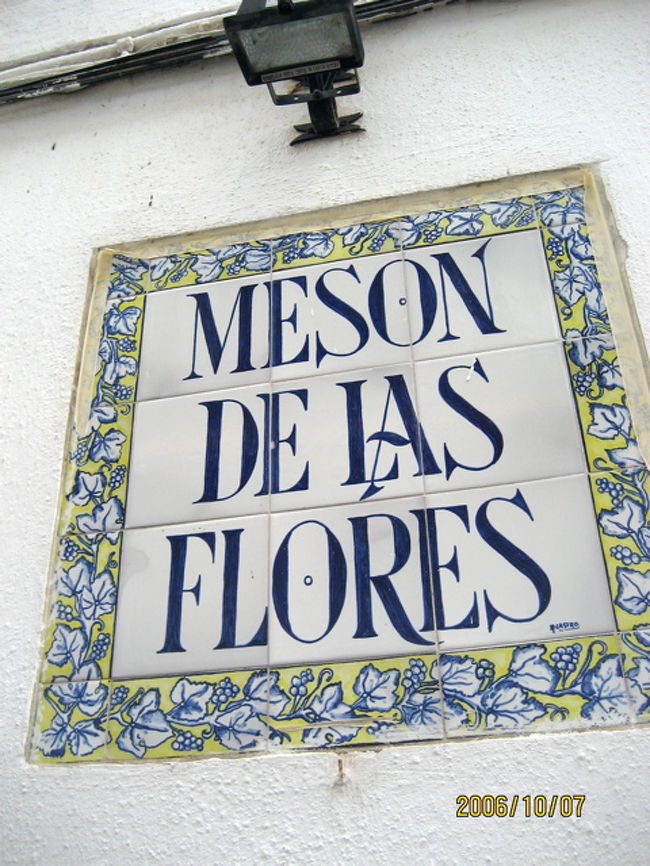 MESON
DE LAS
FLORES
2006/10/07